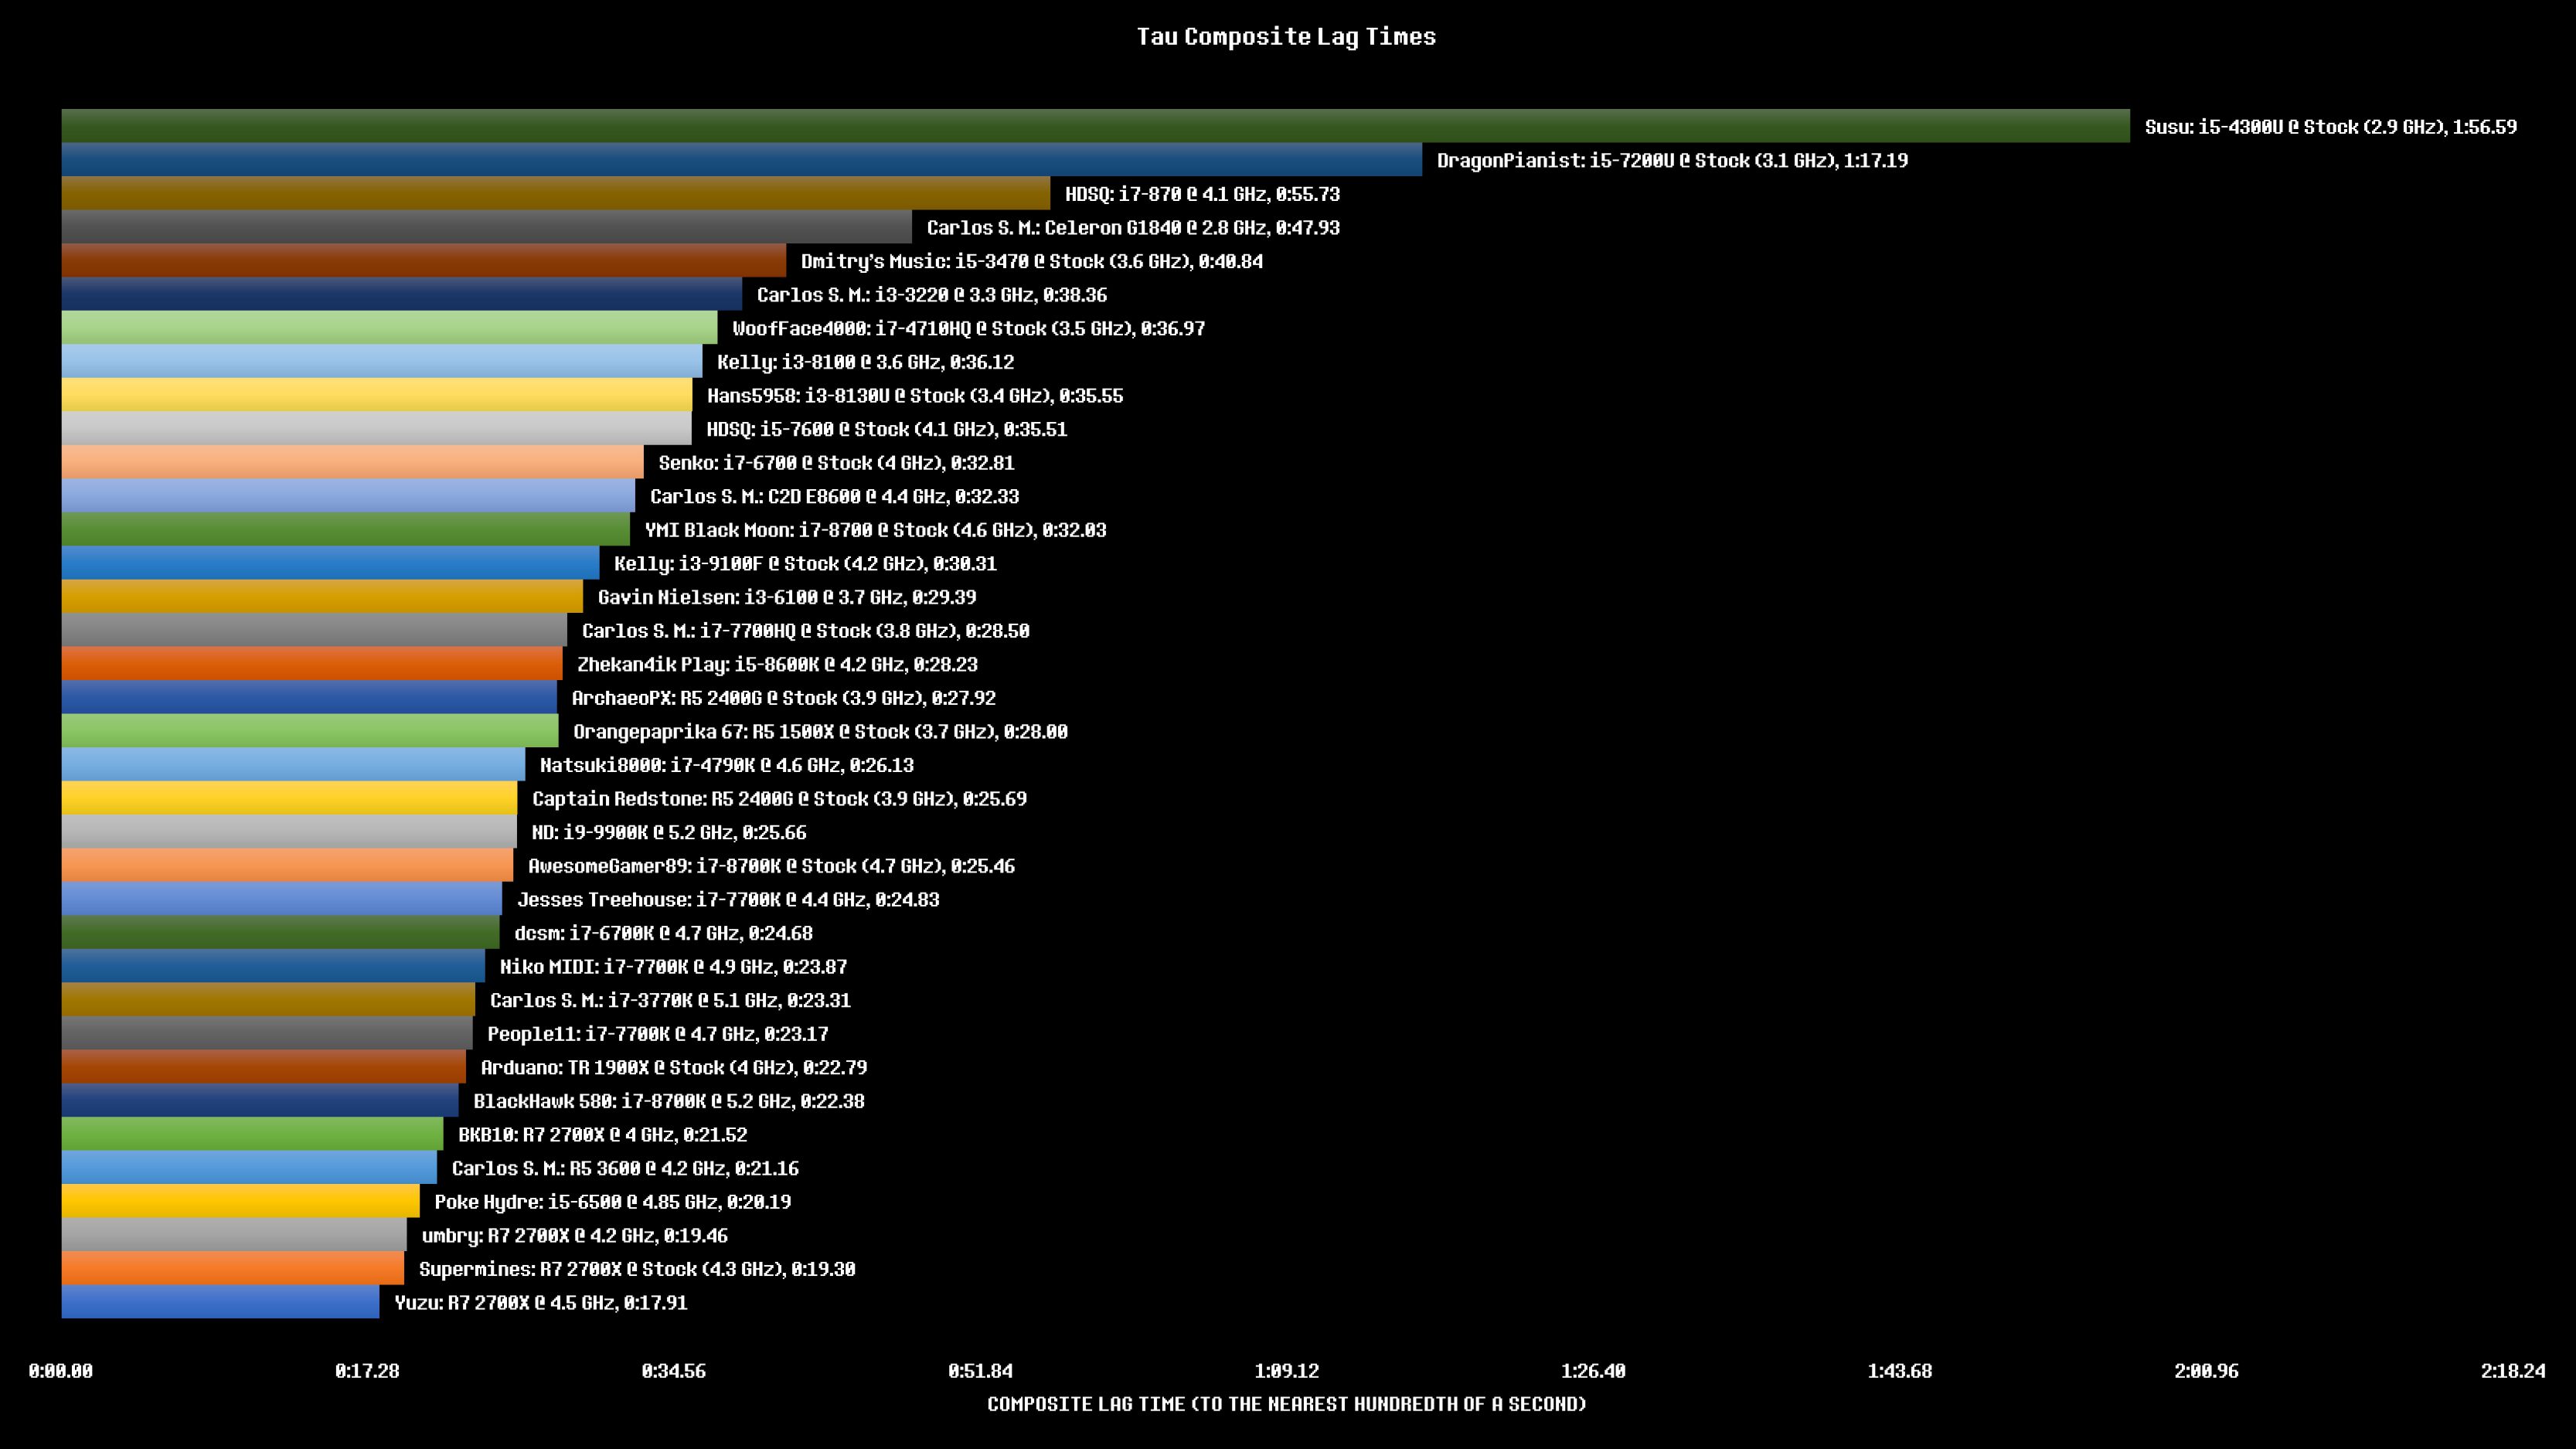 Tau Composite Lag Times
Susu: i5-4300U @ Stock (2.9 GHz), 1:56.59
DragonPianist: i5-7200U @ Stock (3.1 GHz), 1:17.19
HDSQ: i7-870 @ 4.1 GHz, 0:55.73
Carlos S. M.: Celeron G1840 @ 2.8 GHz, 0:47.93
Dmitry's Music: i5-3470 @ Stock (3.6 GHz), 0:40.84
Carlos S. M.: i3-3220 @ 3.3 GHz, 0:38.36
WoofFace4000: i7-4710HQ @ Stock (3.5 GHz), 0:36.97
Kelly: i3-8100 @ 3.6 GHz, 0:36.12
Hans5958: i3-8130U @ Stock (3.4 GHz), 0:35.55
HDSQ: i5-7600 @ Stock (4.1 GHz), 0:35.51
Senko: i7-6700 @ Stock (4 GHz), 0:32.81
Carlos S. M.: C2D E8600 @ 4.4 GHz, 0:32.33
YMI Black Moon: i7-8700 @ Stock (4.6 GHz), 0:32.03
Kelly: i3-9100F @ Stock (4.2 GHz), 0:30.31
Gavin Nielsen: i3-6100 @ 3.7 GHz, 0:29.39
Carlos S. M.: i7-7700HQ @ Stock (3.8 GHz), 0:28.50
Zhekan4ik Play: i5-8600K @ 4.2 GHz, 0:28.23
ArchaeoPX: R5 2400G @ Stock (3.9 GHz), 0:27.92
Orangepaprika 67: R5 1500X @ Stock (3.7 GHz), 0:28.00
Natsuki8000: i7-4790K @ 4.6 GHz, 0:26.13
Captain Redstone: R5 2400G @ Stock (3.9 GHz), 0:25.69
ND: i9-9900K @ 5.2 GHz, 0:25.66
AwesomeGamer89: i7-8700K @ Stock (4.7 GHz), 0:25.46
Jesses Treehouse: i7-7700K @ 4.4 GHz, 0:24.83
dcsm: i7-6700K @ 4.7 GHz, 0:24.68
Niko MIDI: i7-7700K @ 4.9 GHz, 0:23.87
Carlos S. M.: i7-3770K @ 5.1 GHz, 0:23.31
People11: i7-7700K @ 4.7 GHz, 0:23.17
Arduano: TR 1900X @ Stock (4 GHz), 0:22.79
BlackHawk 580: i7-8700K @ 5.2 GHz, 0:22.38
BKB10: R7 2700X @ 4 GHz, 0:21.52
Carlos S. M.: R5 3600 @ 4.2 GHz, 0:21.16
Poke Hydre: i5-6500 @ 4.85 GHz, 0:20.19
umbry: R7 2700X @ 4.2 GHz, 0:19.46
Supermines: R7 2700X @ Stock (4.3 GHz), 0:19.30
Yuzu: R7 2700X @ 4.5 GHz, 0:17.91
0:00.00 0:17.28 0:34.56 0:51.84 1:09.12 1:26.40 1:43.68 2:00.96 2:18.24
COMPOSITE LAG TIME (TO THE NEAREST HUNDREDTH OF A SECOND)